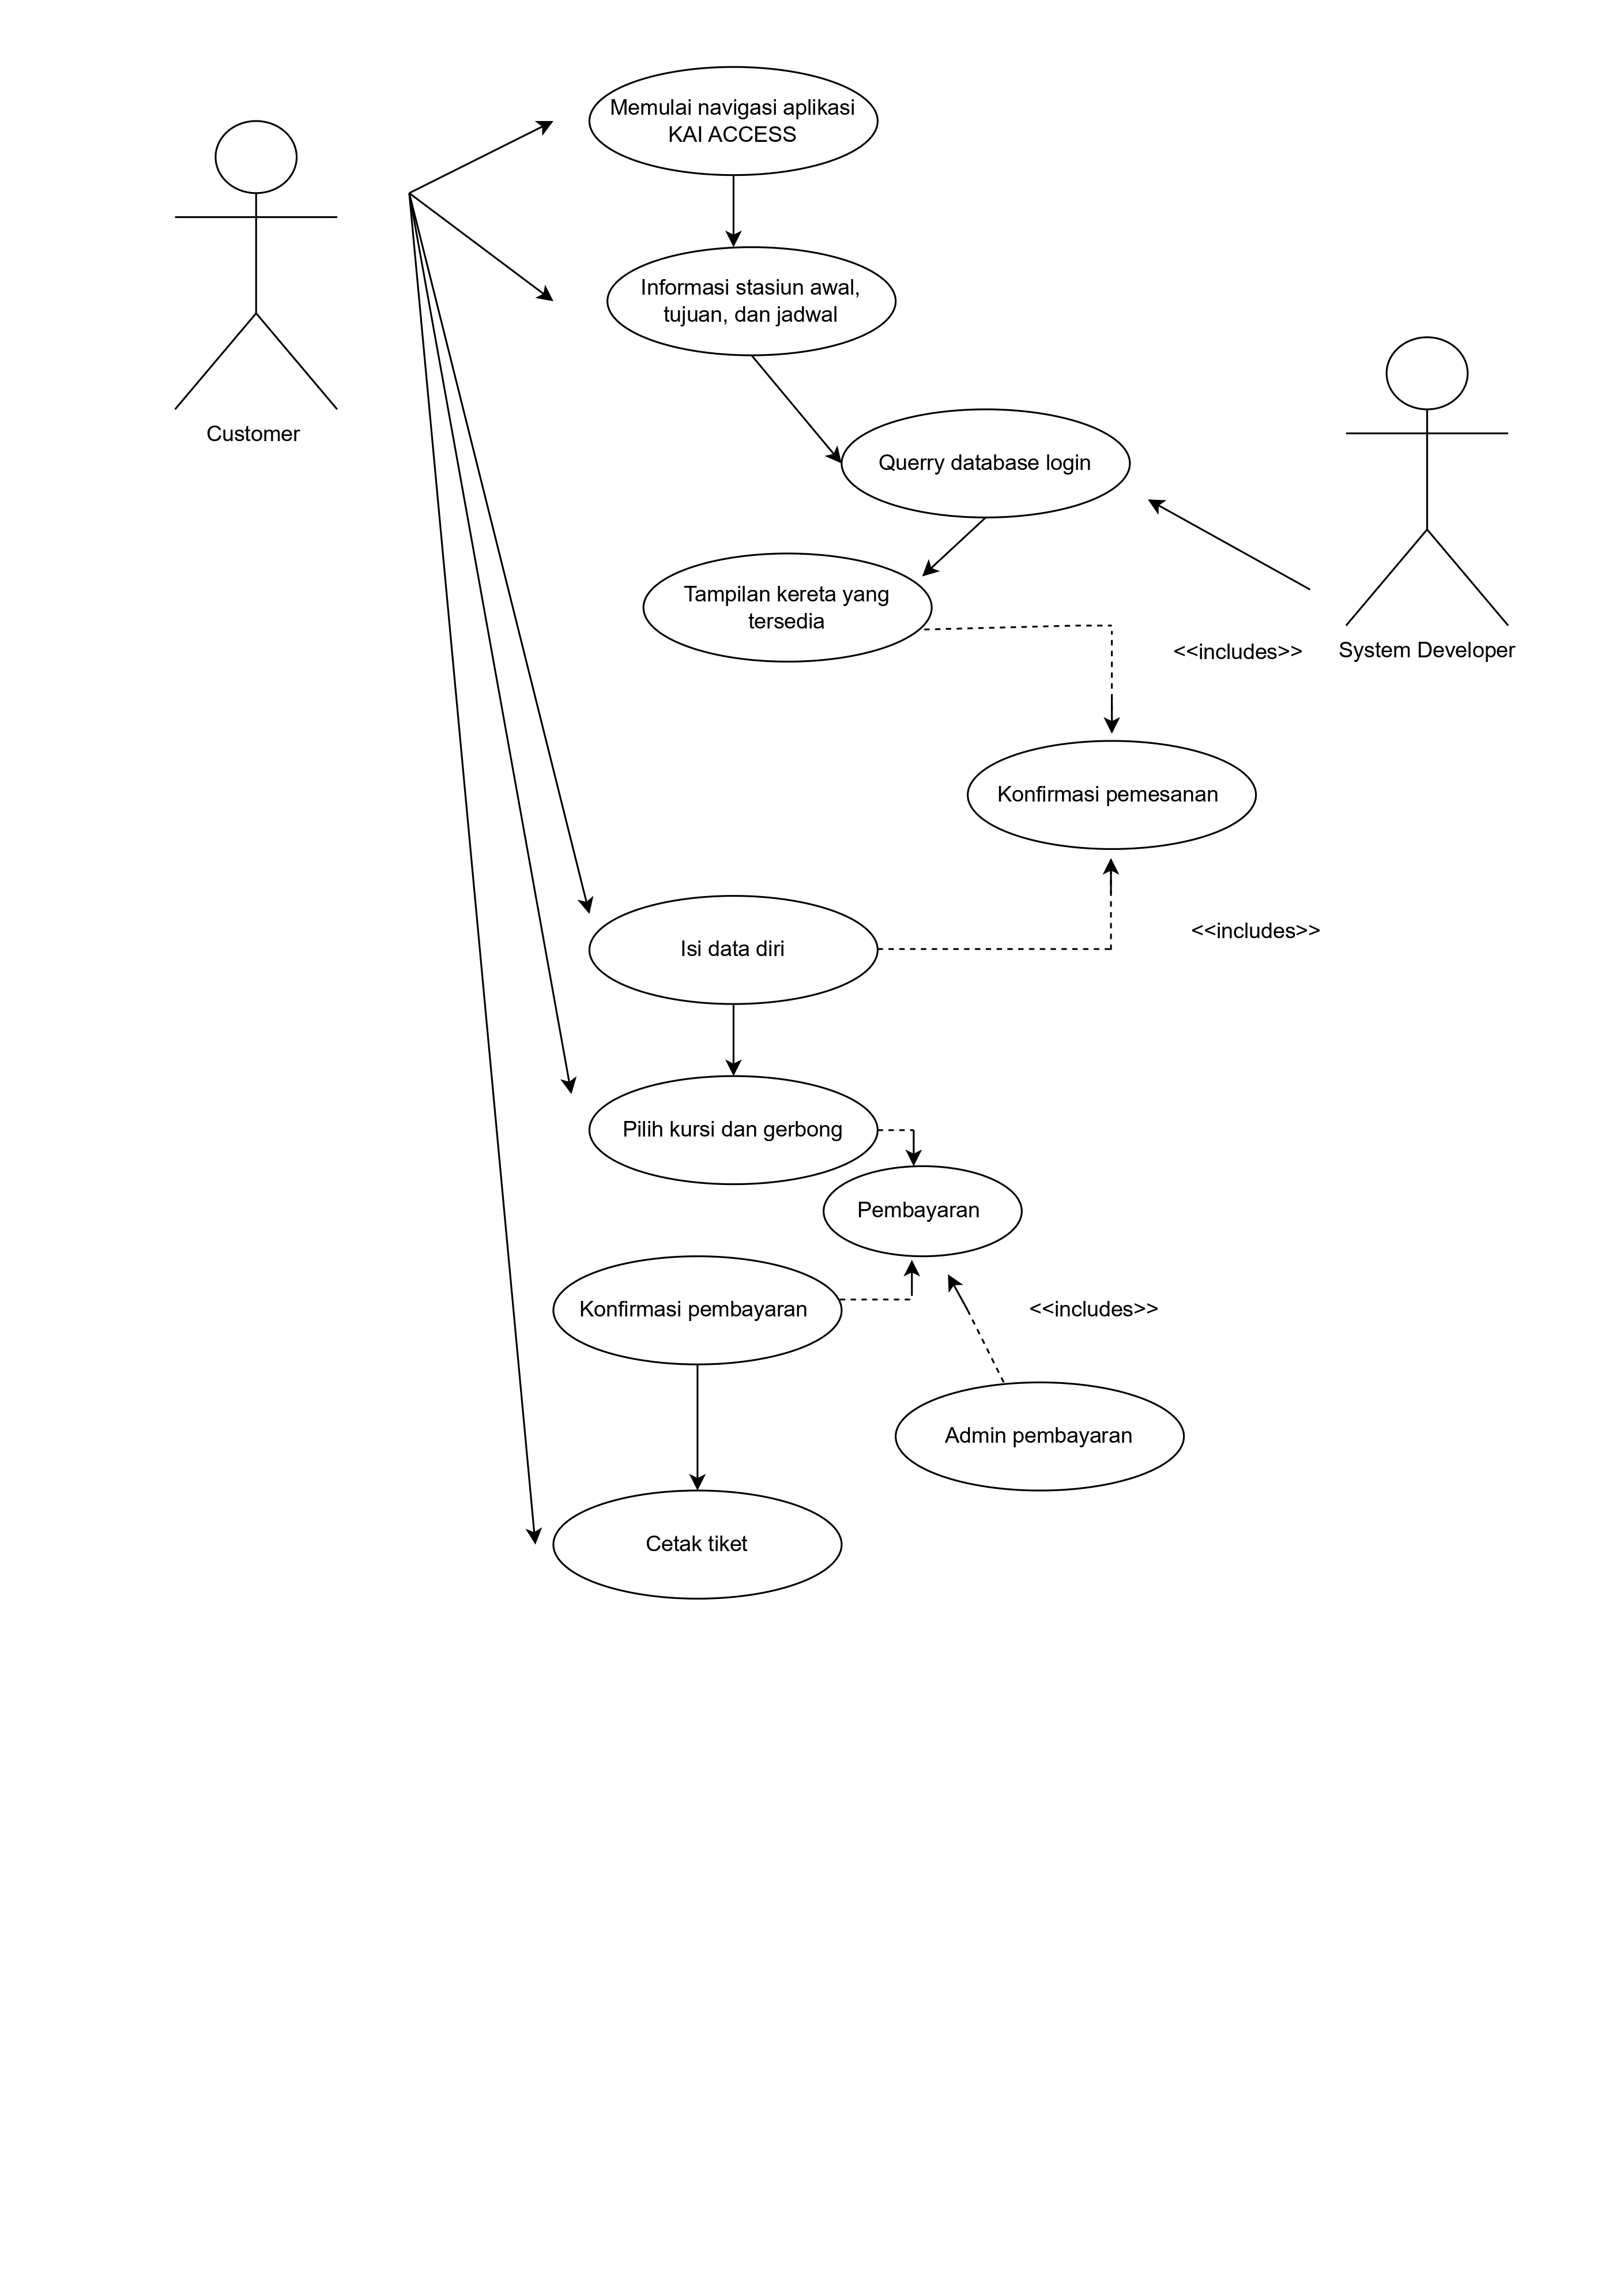 Memulai navigasi aplikasi
KAI ACCESS
Informasi stasiun awal,
tujuan, dan jadwal
Customer
Querry database login
Tampilan kereta yang
tersedia
<<includes>>
System Developer
Konfirmasi pemesanan
<<includes>>
Isi data diri
Pilih kursi dan gerbong
Pembayaran
Konfirmasi pembayaran
<<includes>>
Admin pembayaran
Cetak tiket